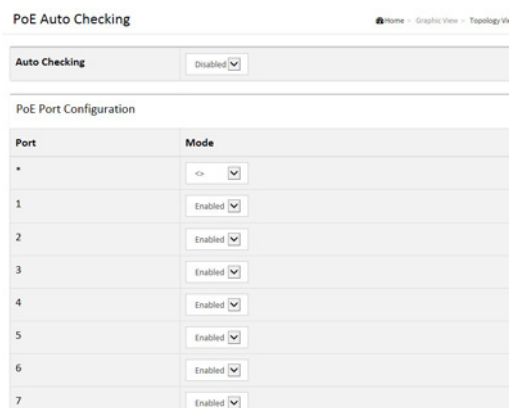 PoE Auto Checking
Home > Graphic View > Topology Vi
Auto Checking Disabled
PoE Port Configuration
Port Mode
* <>
1 Enabled
2 Enabled
3 Enabled
4 Enabled
5 Enabled
6 Enabled
7 Enabled